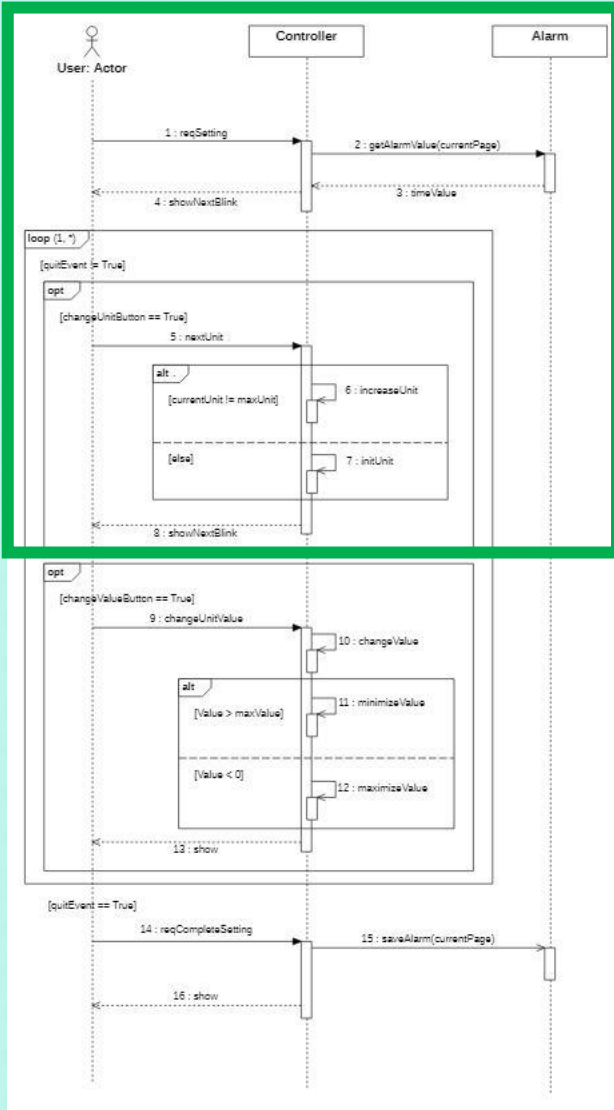 Controller
Alarm
User: Actor
1 : reqSetting
2 : getAlarmValue(currentPage)
3 : timeValue
4 : showNextBlink
loop (1, *)
[quitEvent != True]
opt
[changeUnitButton == True]
5 : nextUnit
alt .
6 : increaseUnit
[currentUnit != maxUnit]
[else]
7 : initUnit
8 : showNextBlink
opt
[changeValueButton == True]
9 : changeUnitValue
10 : changeValue
alt
11 : minimizeValue
[Value > maxValue]
[Value < 0]
12 : maximizeValue
13 : show
[quitEvent == True]
14 : reqCompleteSetting
15 : saveAlarm(currentPage)
16 : show